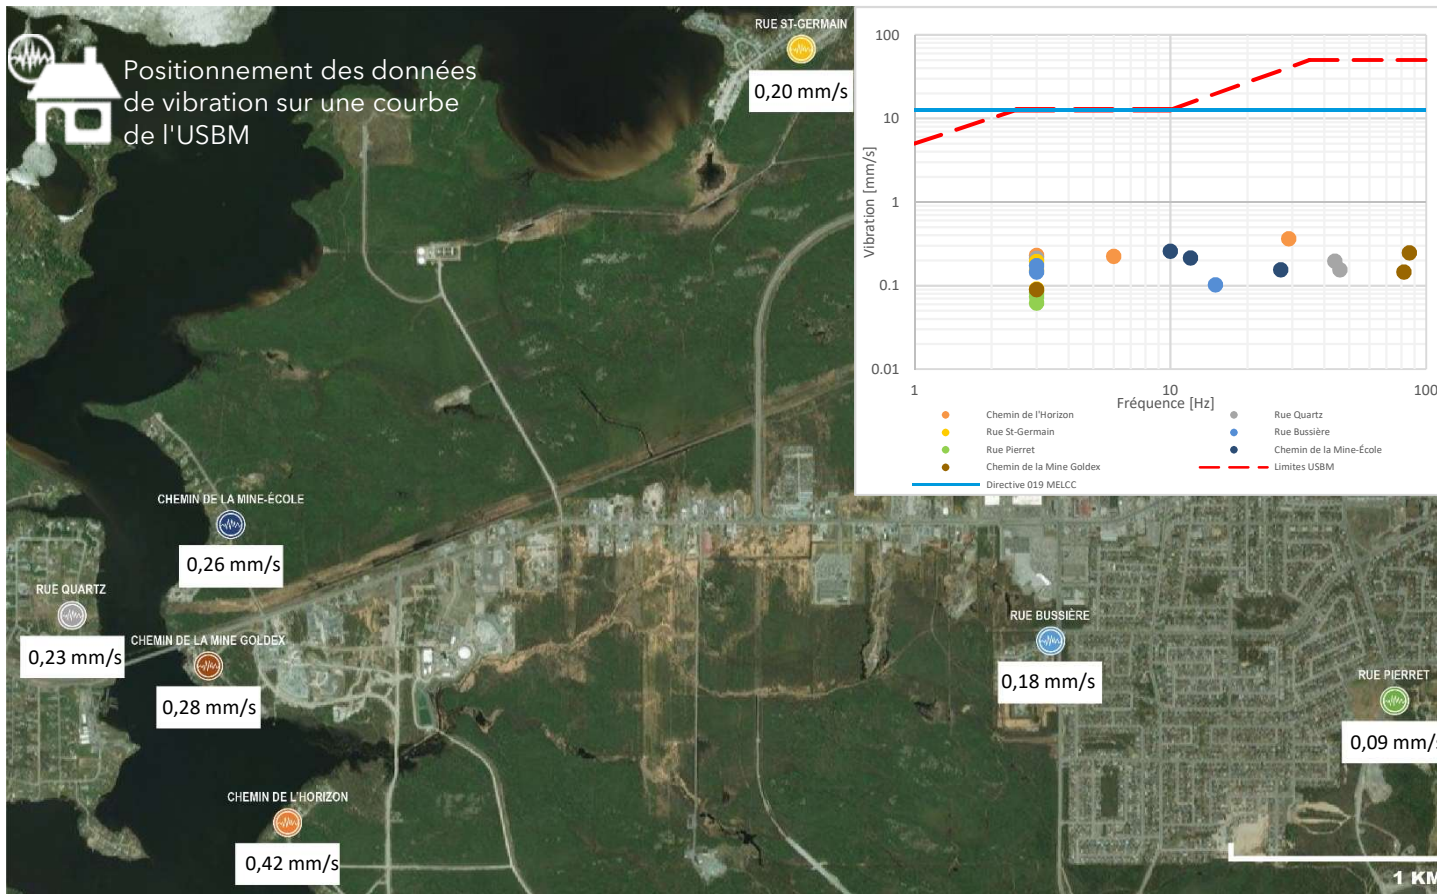 Positionnement des données
de vibration sur une courbe
de l'USBM
RUE ST-GERMAIN
0,20 mm/s
CHEMIN DE LA MINE-ÉCOLE
0,26 mm/s
RUE QUARTZ
0,23 mm/s
CHEMIN DE LA MINE GOLDEX
0,28 mm/s
CHEMIN DE L'HORIZON
0,42 mm/s
RUE BUSSIÈRE
0,18 mm/s
RUE PIERRET
0,09 mm/s
1 KM
Vibration [mm/s]
100
10
1
0.1
0.01
1
10
100
Fréquence [Hz]
Chemin de l'Horizon
Rue Quartz
Rue St-Germain
Rue Bussière
Rue Pierret
Chemin de la Mine-École
Chemin de la Mine Goldex
Limites USBM
Directive 019 MELCC